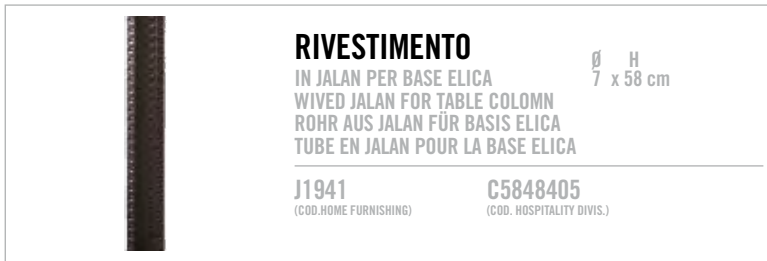 RIVESTIMENTO
IN JALAN PER BASE ELICA
WIVED JALAN FOR TABLE COLOMN
ROHR AUS JALAN FÜR BASIS ELICA
TUBE EN JALAN POUR LA BASE ELICA
Ø H
7 x 58 cm
J1941
(COD.HOME FURNISHING)
C5848405
(COD. HOSPITALITY DIVIS.)